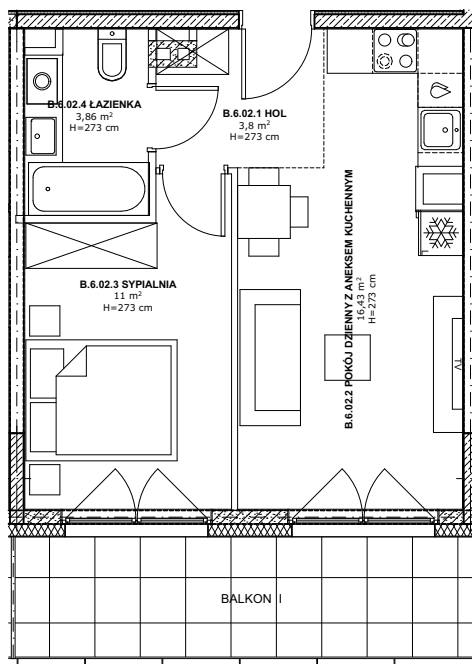 B.6.02.4 ŁAZIENKA
3,86 m²
H=273 cm
B.6.02.1 HOL
3,8 m²
H=273 cm
B.6.02.3 SYPIALNIA
11 m²
H=273 cm
B.6.02.2 POKÓJ DZIENNY Z ANEKSEM KUCHENNYM
16,43 m²
H=273 cm
TV
BALKON I